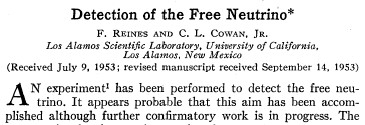 Detection of the Free Neutrino*
F. REINES AND C. L. COWAN, JR.
Los Alamos Scientific Laboratory, University of California,
Los Alamos, New Mexico
(Received July 9, 1953; revised manuscript received September 14, 1953)
AN experiment¹ has been performed to detect the free neu-
trino. It appears probable that this aim has been accom-
plished although further confirmatory work is in progress. The